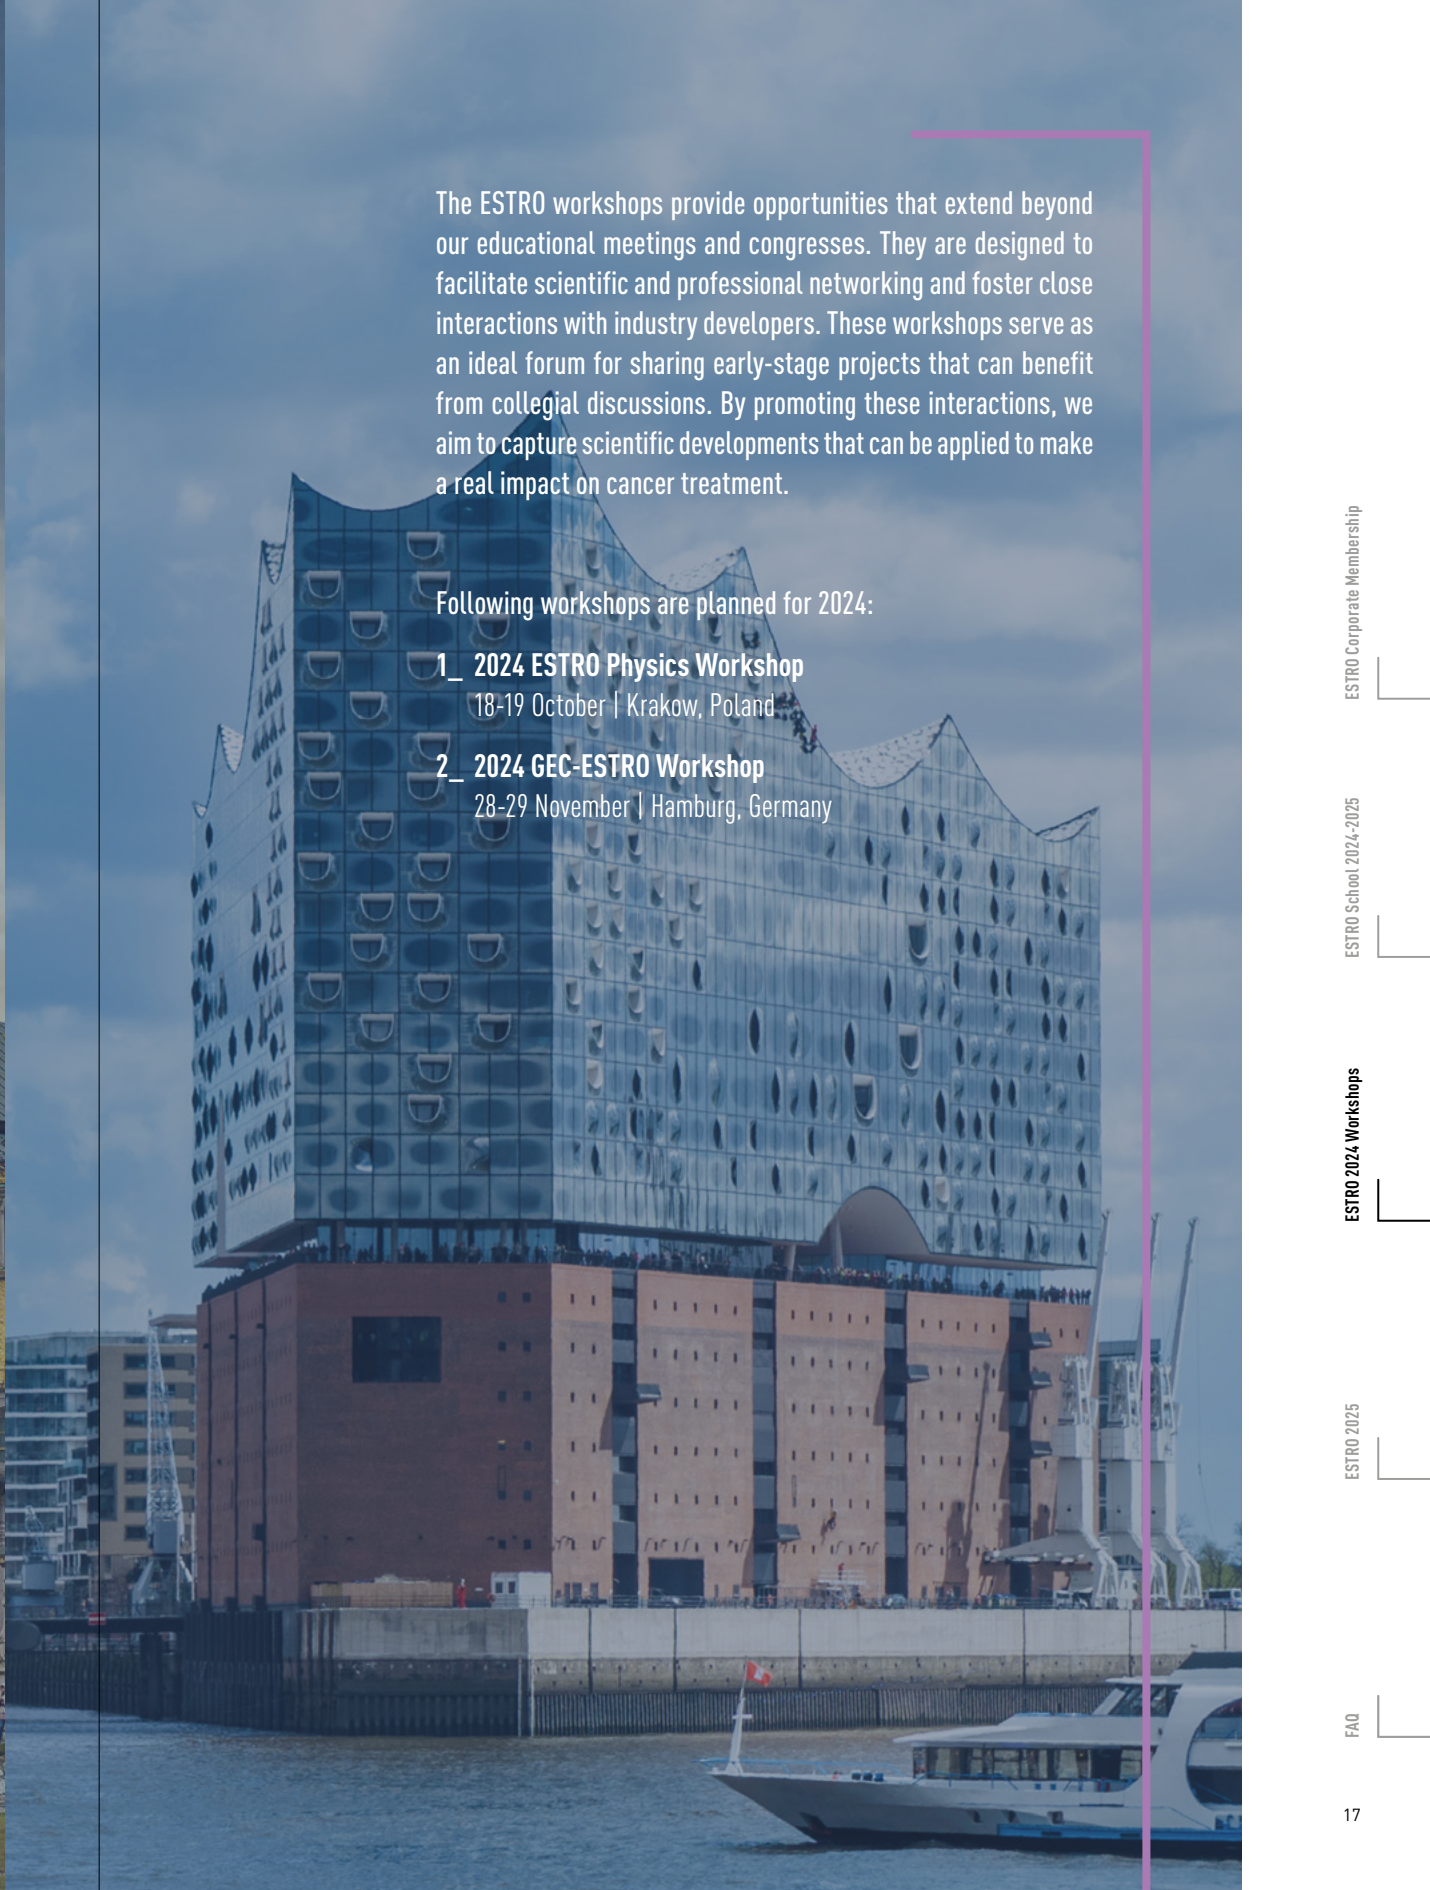 The ESTRO workshops provide opportunities that extend beyond
our educational meetings and congresses. They are designed to
facilitate scientific and professional networking and foster close
interactions with industry developers. These workshops serve as
an ideal forum for sharing early-stage projects that can benefit
from collegial discussions. By promoting these interactions, we
aim to capture scientific developments that can be applied to make
a real impact on cancer treatment.
Following workshops are planned for 2024:
1_ 2024 ESTRO Physics Workshop
18-19 October | Krakow, Poland
2_ 2024 GEC-ESTRO Workshop
28-29 November | Hamburg, Germany
ESTRO Corporate Membership
ESTRO School 2024-2025
ESTRO 2024 Workshops
ESTRO 2025
FAQ
17